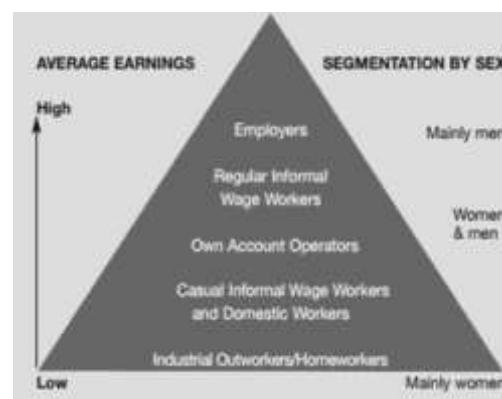 AVERAGE EARNINGS
SEGMENTATION BY SEX
High
Employers
Mainly men
Regular Informal
Wage Workers
Women
& men
Own Account Operators
Casual Informal Wage Workers
and Domestic Workers
Industrial Outworkers/Homeworkers
Low
Mainly women